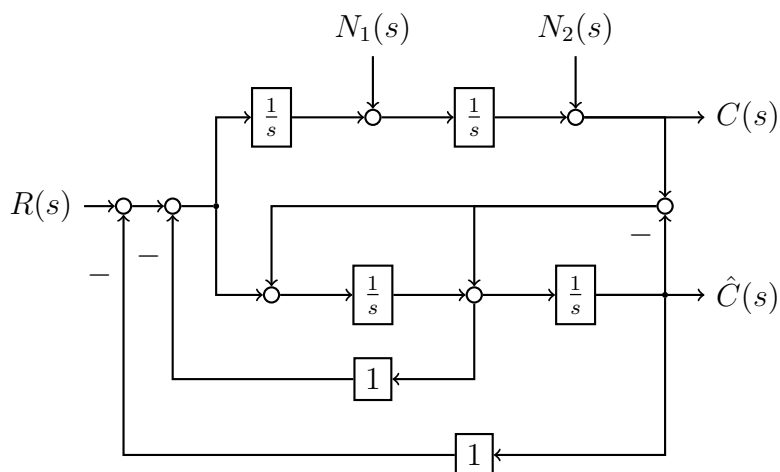 N₁(s) N₂(s)
1/s 1/s C(s)
R(s)
− − −
1/s 1/s Ĉ(s)
1
1